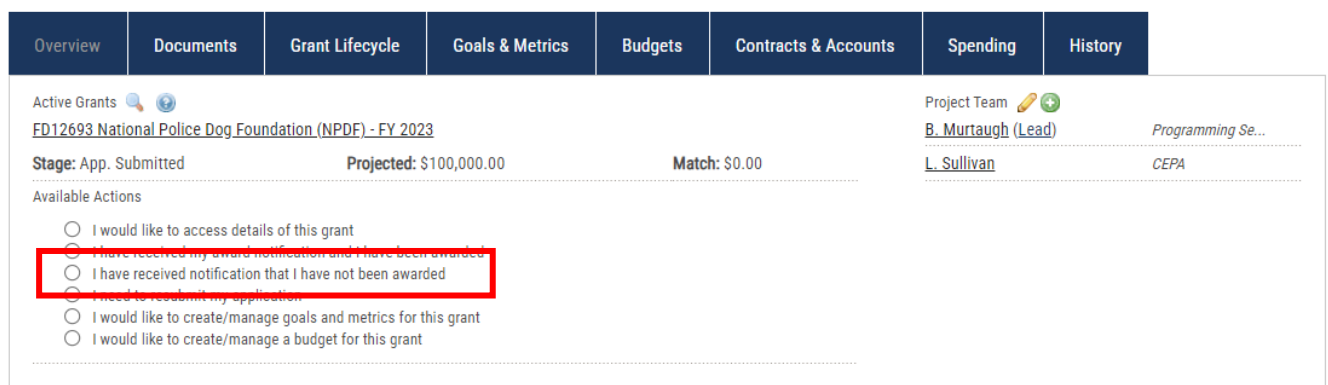 Overview Documents Grant Lifecycle Goals & Metrics Budgets Contracts & Accounts Spending History
Active Grants
FD12693 National Police Dog Foundation (NPDF) - FY 2023
Stage: App. Submitted Projected: $100,000.00 Match: $0.00
Available Actions
I would like to access details of this grant
I have received my award notification and I have been awarded
I have received notification that I have not been awarded
I need to resubmit my application
I would like to create/manage goals and metrics for this grant
I would like to create/manage a budget for this grant
Project Team
B. Murtaugh (Lead) Programming Se...
L. Sullivan CEPA